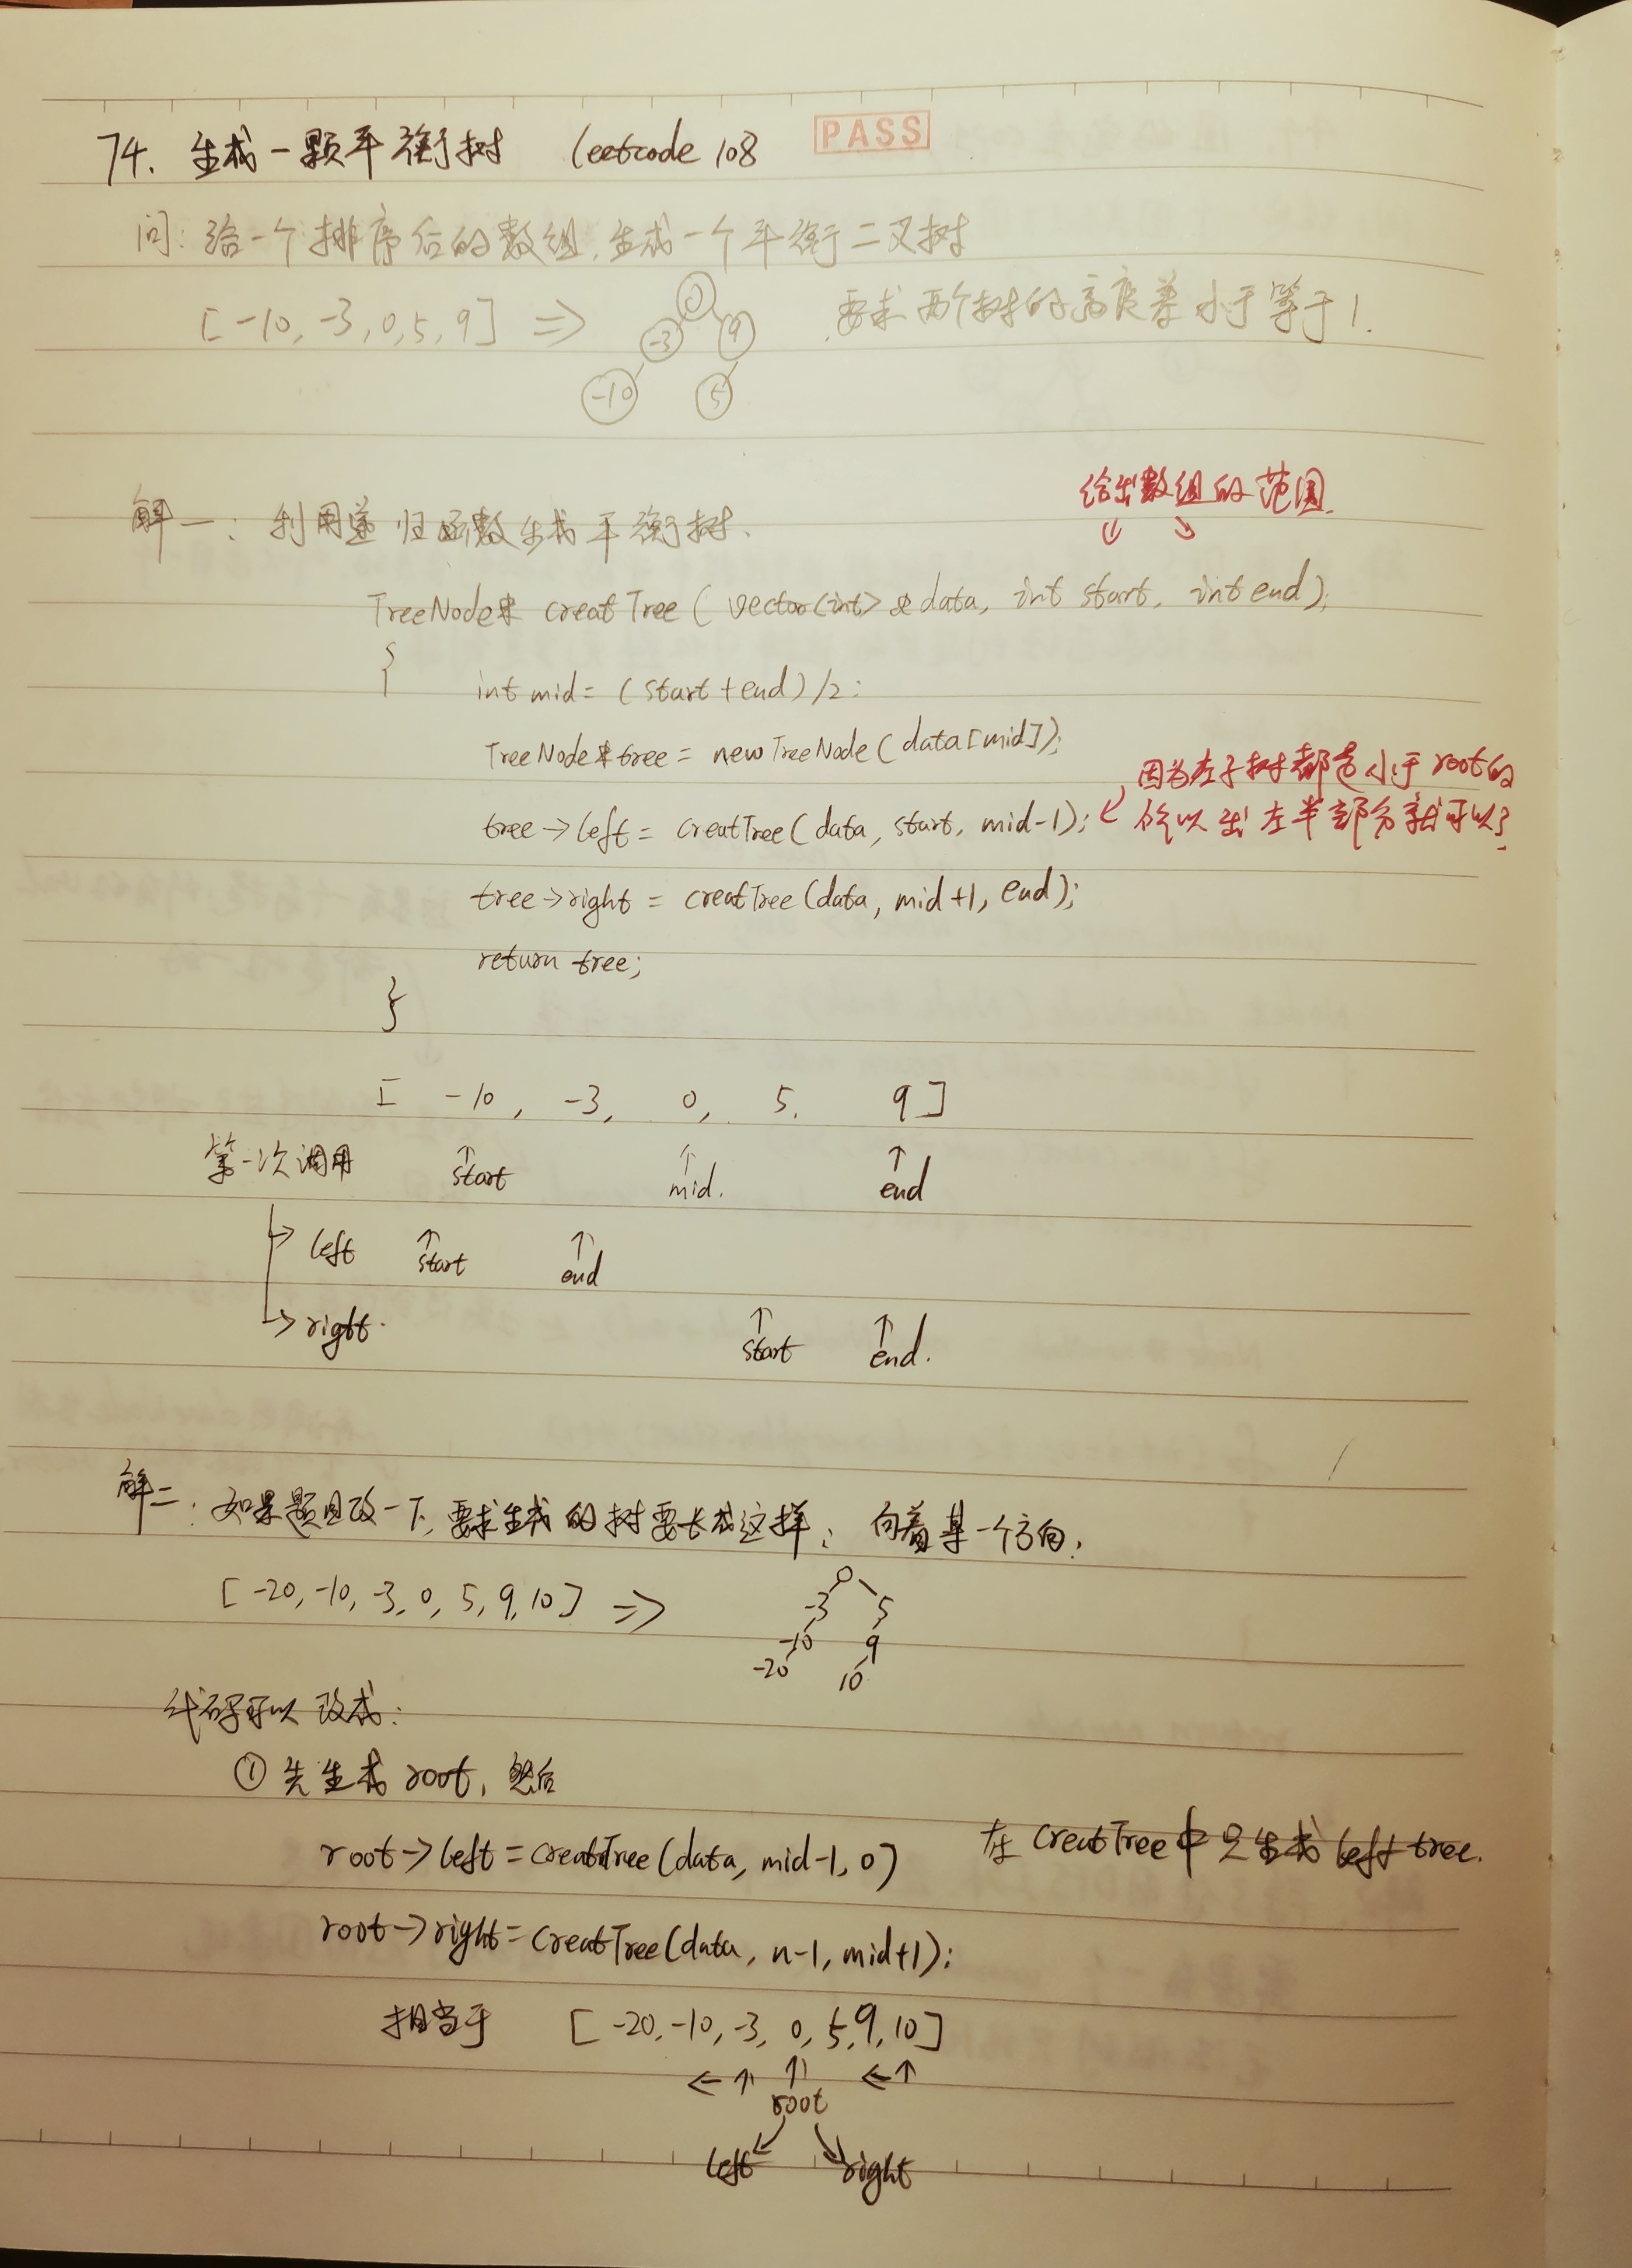 74. 生成一颗平衡树 leetcode 108
PASS
问: 给一个排序后的数组, 生成一个平衡二叉树
[-10, -3, 0, 5, 9] ⇒
0
-3 9
-10 5
要求两个树的高度差小于等于1.
给出数组的范围.
解一: 利用递归函数生成平衡树.
TreeNode* creatTree (vector<int> & data, int start, int end);
{
int mid = (start + end)/2;
TreeNode* tree = new TreeNode(data[mid]);
因为左子树都是小于root的
tree->left = creatTree(data, start, mid-1);
所以出左半部分就可以了
tree->right = creatTree(data, mid+1, end);
return tree;
}
[ -10, -3, 0, 5, 9 ]
第一次调用 ↑ ↑ ↑
start mid. end
left ↑ ↑
start end
right. ↑ ↑
start end.
解二: 如果题目改一下, 要求生成的树要长成这样, 向着某一个方向.
[-20, -10, -3, 0, 5, 9, 10] ⇒
0
-3 5
-10 9
-20 10
代码可以改成:
① 先生成 root, 然后
root->left = creatTree(data, mid-1, 0) 在 CreatTree 中只生成 left tree.
root->right = creatTree(data, n-1, mid+1);
相当于 [-20, -10, -3, 0, 5, 9, 10]
← ↑ ↑ ← ↑
root
left right